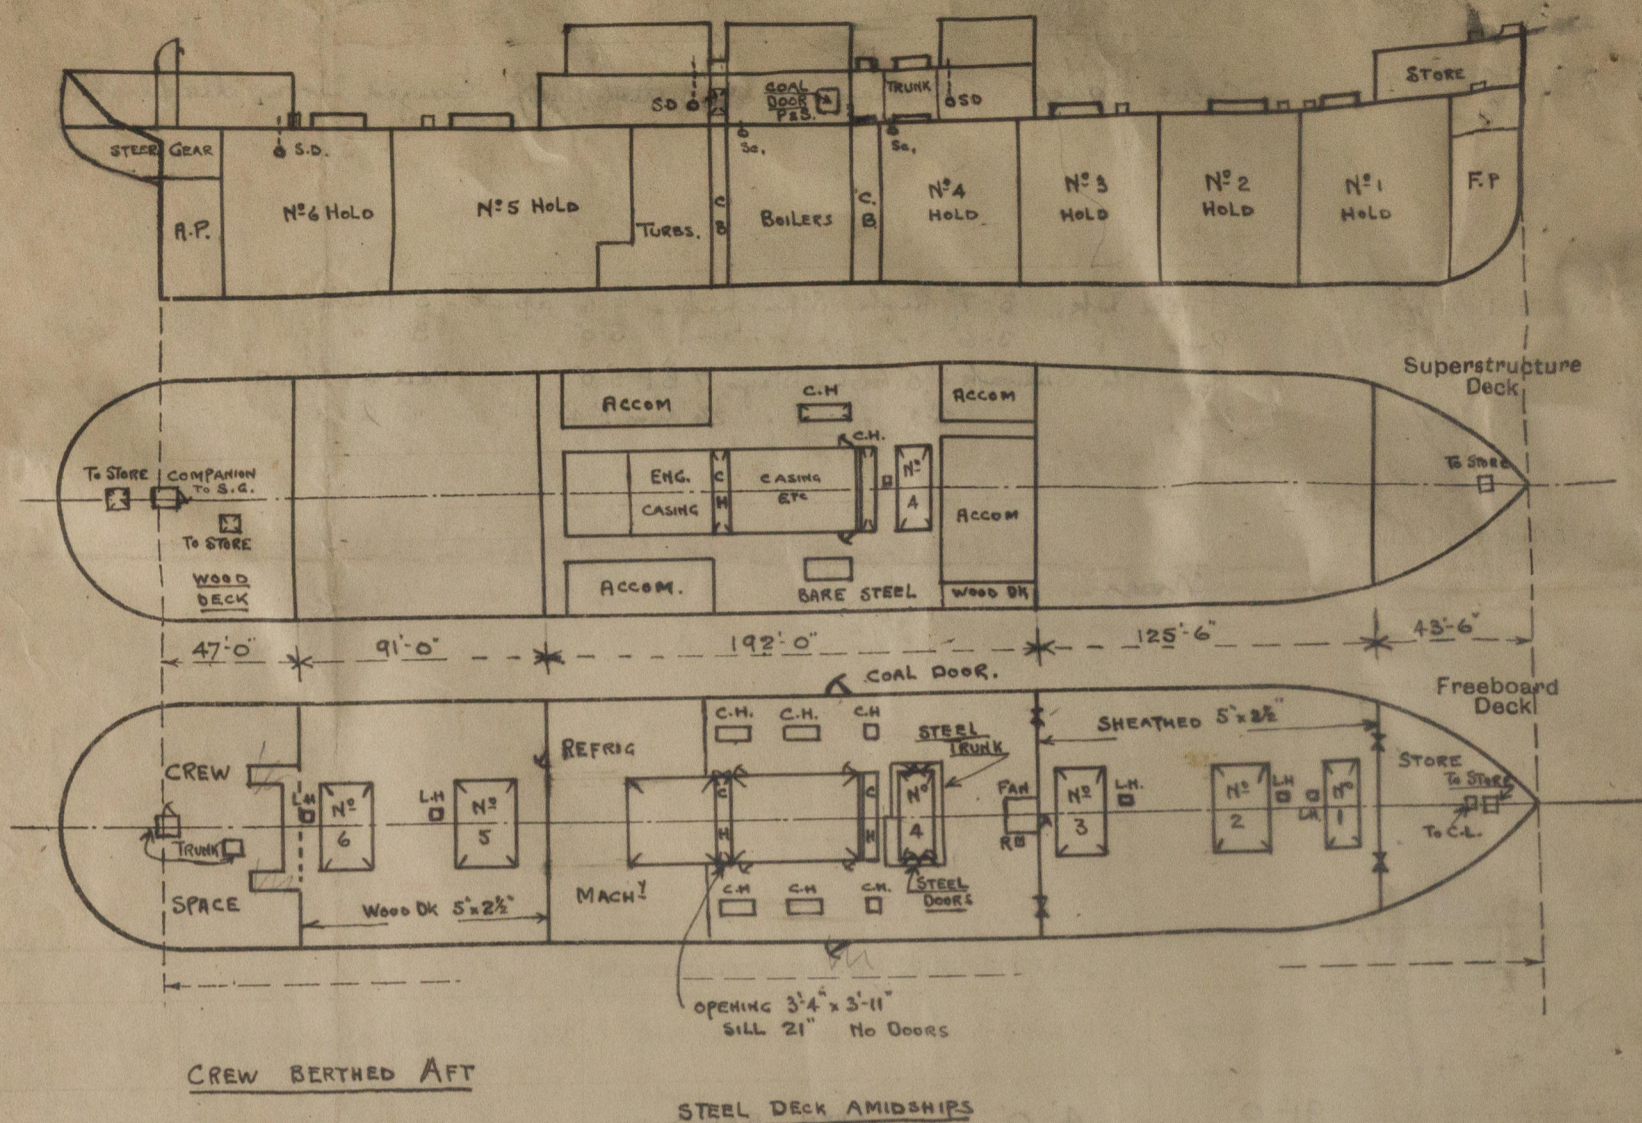 STORE
COAL
DOOR
P&S.
TRUNK
S.D
SD
STEER GEAR
S.D.
Sc.
Sc.
A.P.
Nº6 HOLD
Nº5 HOLD
TURBS.
C
B
BOILERS
C.
B
Nº4
HOLD
Nº3
HOLD
Nº2
HOLD
Nº1
HOLD
F.P
Superstructure
Deck
ACCOM
C.H
ACCOM
C.H.
To STORE
COMPANION
To S.G.
To STORE
ENG.
CASING
C
H
CASING
ETC
Nº
4
ACCOM
To STORE
WOOD
DECK
ACCOM.
BARE STEEL
WOOD DK
47'-0"
91'-0"
192'-0"
125'-6"
43'-6"
COAL DOOR.
Freeboard
Deck
C.H.
C.H.
C.H
STEEL
TRUNK
SHEATHED 5"x2½"
REFRIG
CREW
STORE
To STORE
L.H
Nº
6
L.H
Nº
5
C
H
C
H
Nº
4
FAN
Rº
Nº
3
L.H.
Nº
2
L.H
L.H
Nº
1
To C.L.
TRUNK
SPACE
WOOD DK 5"x2½"
MACHY
C.H
C.H
C.H.
STEEL
DOORS
OPENING 3'-4" x 3'-11"
SILL 21" No DOORS
CREW BERTHED AFT
STEEL DECK AMIDSHIPS